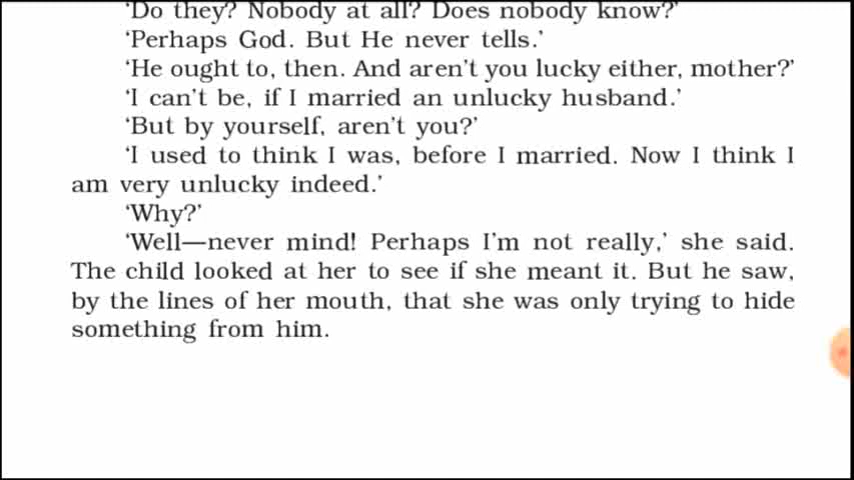 ‘Do they? Nobody at all? Does nobody know?’
‘Perhaps God. But He never tells.’
‘He ought to, then. And aren’t you lucky either, mother?’
‘I can’t be, if I married an unlucky husband.’
‘But by yourself, aren’t you?’
‘I used to think I was, before I married. Now I think I
am very unlucky indeed.’
‘Why?’
‘Well—never mind! Perhaps I’m not really,’ she said.
The child looked at her to see if she meant it. But he saw,
by the lines of her mouth, that she was only trying to hide
something from him.